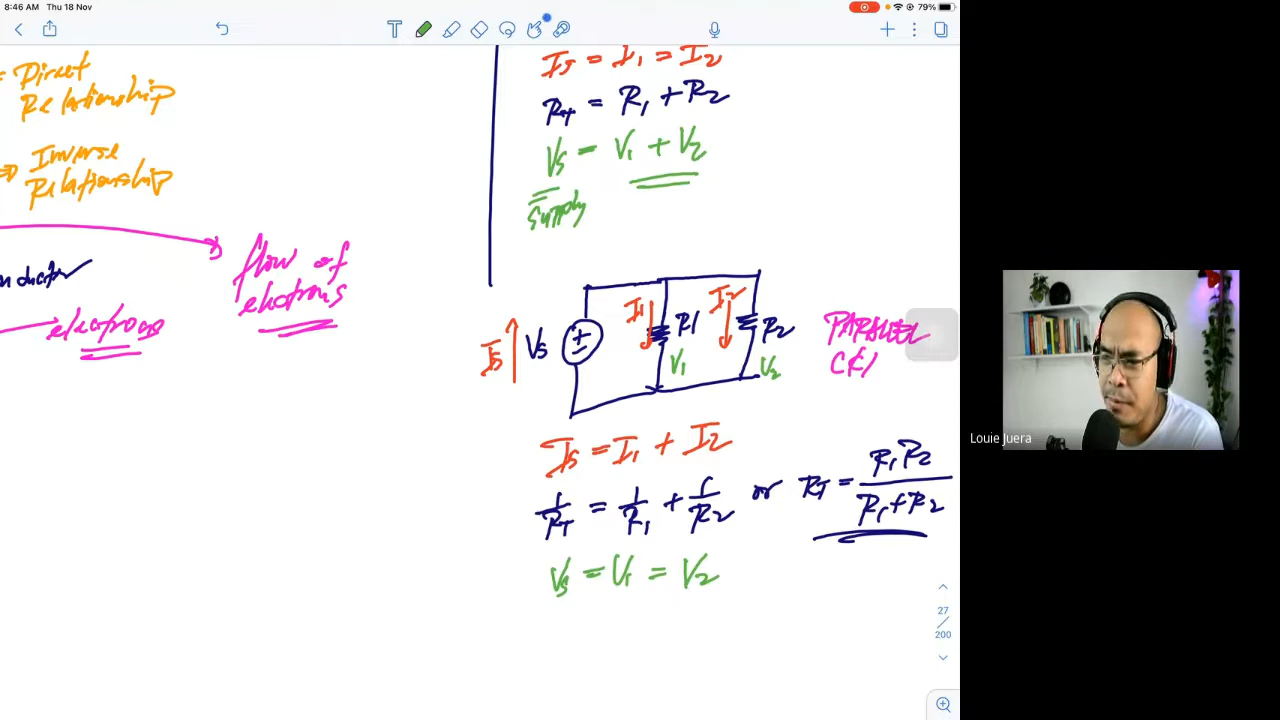 8:46 AM Thu 18 Nov
79%
T
= Direct
Relationship
⇒ Inverse
Relationship
flow of
electrons
electrons
Is = I1 = I2
RT = R1 + R2
Vs = V1 + V2
Supply
Is Vs + − I1 R1 V1 I2 R2 V2
PARALLEL
CKT
Is = I1 + I2
1/RT = 1/R1 + 1/R2 or RT = R1R2/R1+R2
Vs = V1 = V2
27
/
200
Louie Juera